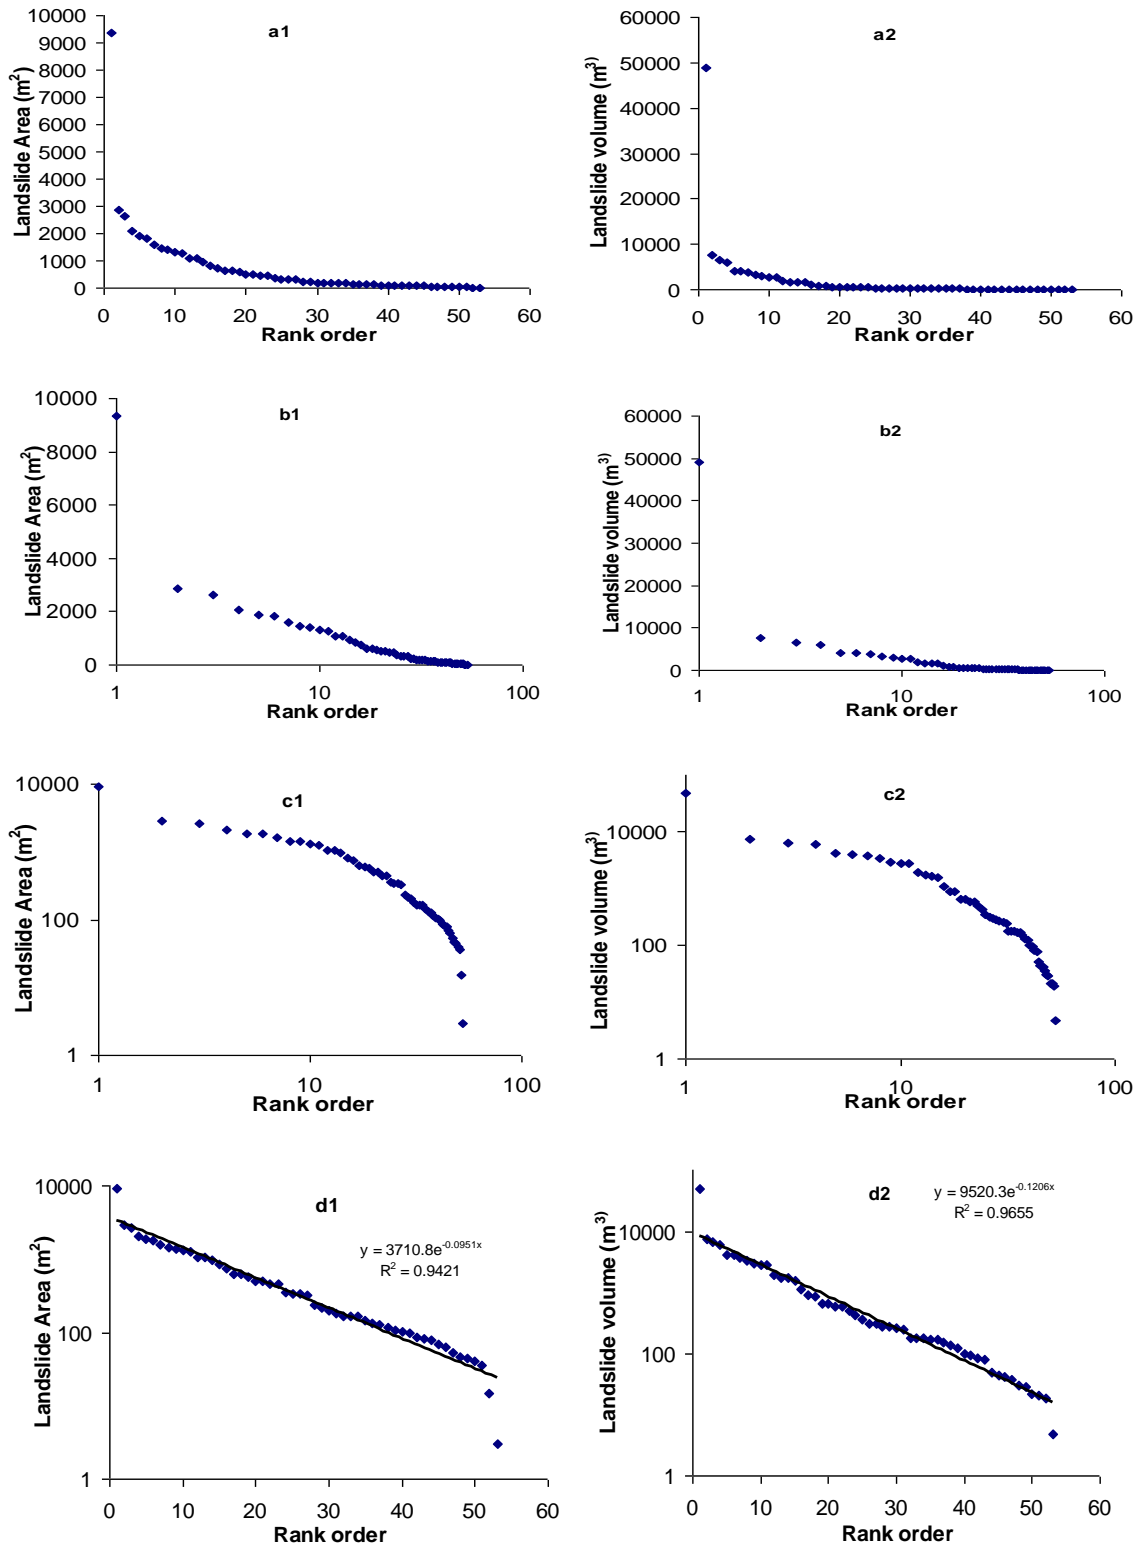 a1
Landslide Area (m²)
10000
9000
8000
7000
6000
5000
4000
3000
2000
1000
0
0 10 20 30 40 50 60
Rank order
a2
Landslide volume (m³)
60000
50000
40000
30000
20000
10000
0
0 10 20 30 40 50 60
Rank order
b1
Landslide Area (m²)
10000
8000
6000
4000
2000
0
1 10 100
Rank order
b2
Landslide volume (m³)
60000
50000
40000
30000
20000
10000
0
1 10 100
Rank order
c1
Landslide Area (m²)
10000
100
1
1 10 100
Rank order
c2
Landslide volume (m³)
10000
100
1
1 10 100
Rank order
d1
y = 3710.8e^-0.0951x
R² = 0.9421
Landslide Area (m²)
10000
100
1
0 10 20 30 40 50 60
Rank order
d2
y = 9520.3e^-0.1206x
R² = 0.9655
Landslide volume (m³)
10000
100
1
0 10 20 30 40 50 60
Rank order